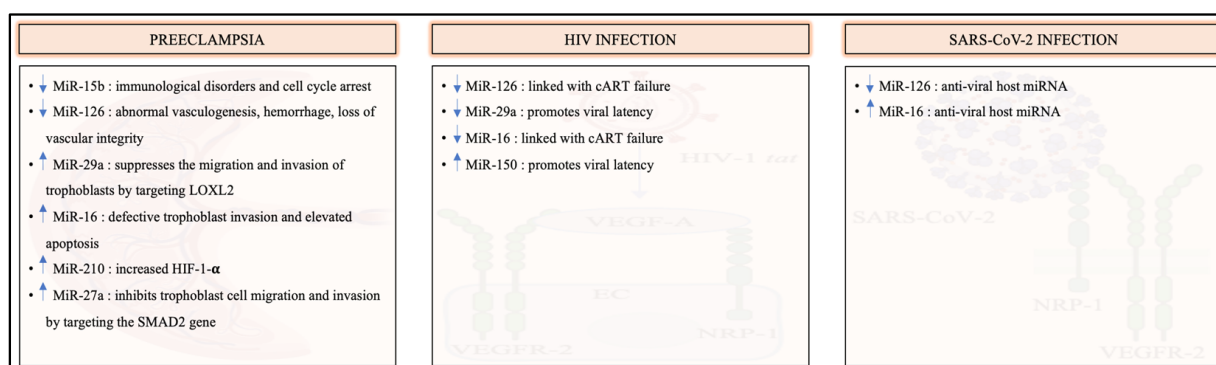 PREECLAMPSIA
• ↓ MiR-15b : immunological disorders and cell cycle arrest
• ↓ MiR-126 : abnormal vasculogenesis, hemorrhage, loss of
vascular integrity
• ↑ MiR-29a : suppresses the migration and invasion of
trophoblasts by targeting LOXL2
• ↑ MiR-16 : defective trophoblast invasion and elevated
apoptosis
• ↑ MiR-210 : increased HIF-1-α
• ↑ MiR-27a : inhibits trophoblast cell migration and invasion
by targeting the SMAD2 gene
HIV INFECTION
• ↓ MiR-126 : linked with cART failure
• ↓ MiR-29a : promotes viral latency
• ↓ MiR-16 : linked with cART failure
• ↑ MiR-150 : promotes viral latency
HIV-1 tat
VEGF-A
EC
NRP-1
VEGFR-2
SARS-CoV-2 INFECTION
• ↓ MiR-126 : anti-viral host miRNA
• ↑ MiR-16 : anti-viral host miRNA
SARS-CoV-2
NRP-1
VEGFR-2